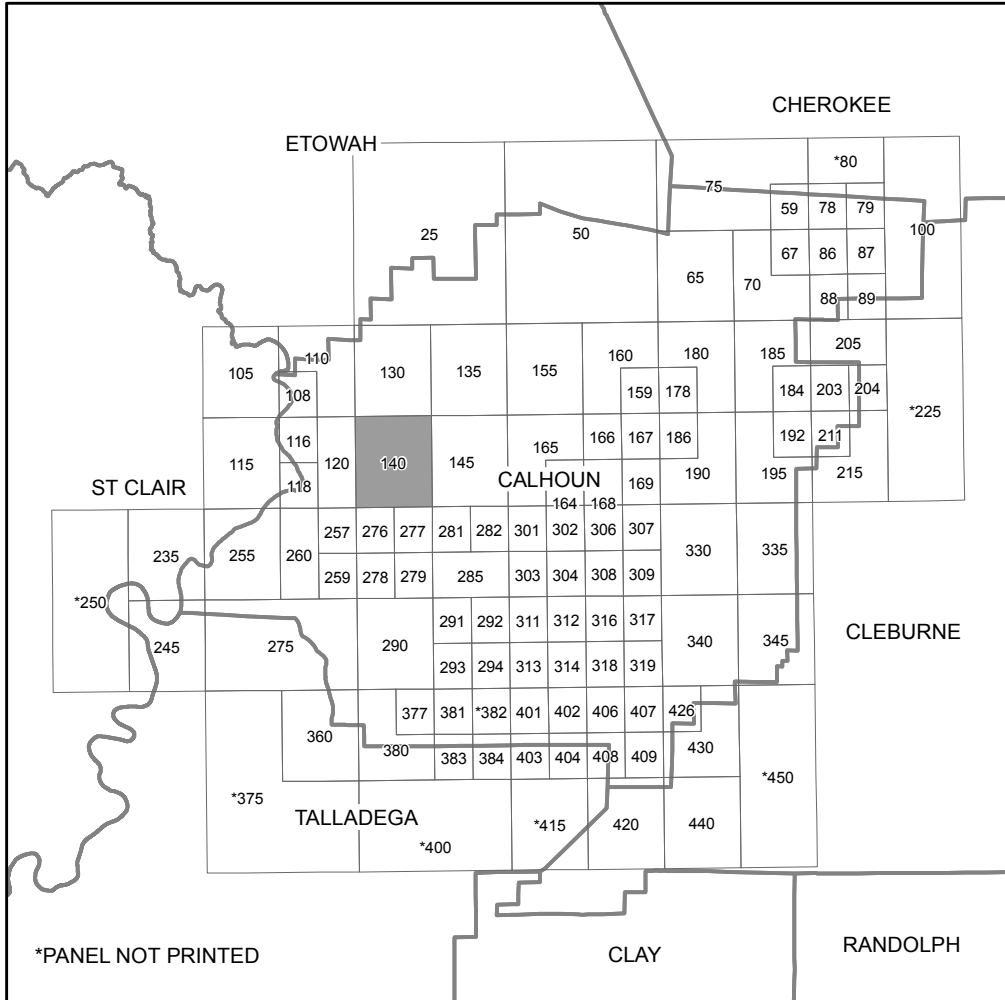 CHEROKEE
ETOWAH
*80
75
59 78 79
100
25 50
67 86 87
65 70
88 89
110 160 180 185 205
105 130 135 155
108 159 178 184 203 204
*225
116 165 166 167 186 192 211
115 120 140 145
ST CLAIR CALHOUN 169 190 195 215
118 164 168
257 276 277 281 282 301 302 306 307
235 255 260 330 335
259 278 279 285 303 304 308 309
*250
291 292 311 312 316 317
245 275 290 340 345 CLEBURNE
293 294 313 314 318 319
377 381 *382 401 402 406 407 426
360 380 430
383 384 403 404 408 409
*450
*375
TALLADEGA *415 420 440
*400
*PANEL NOT PRINTED CLAY RANDOLPH